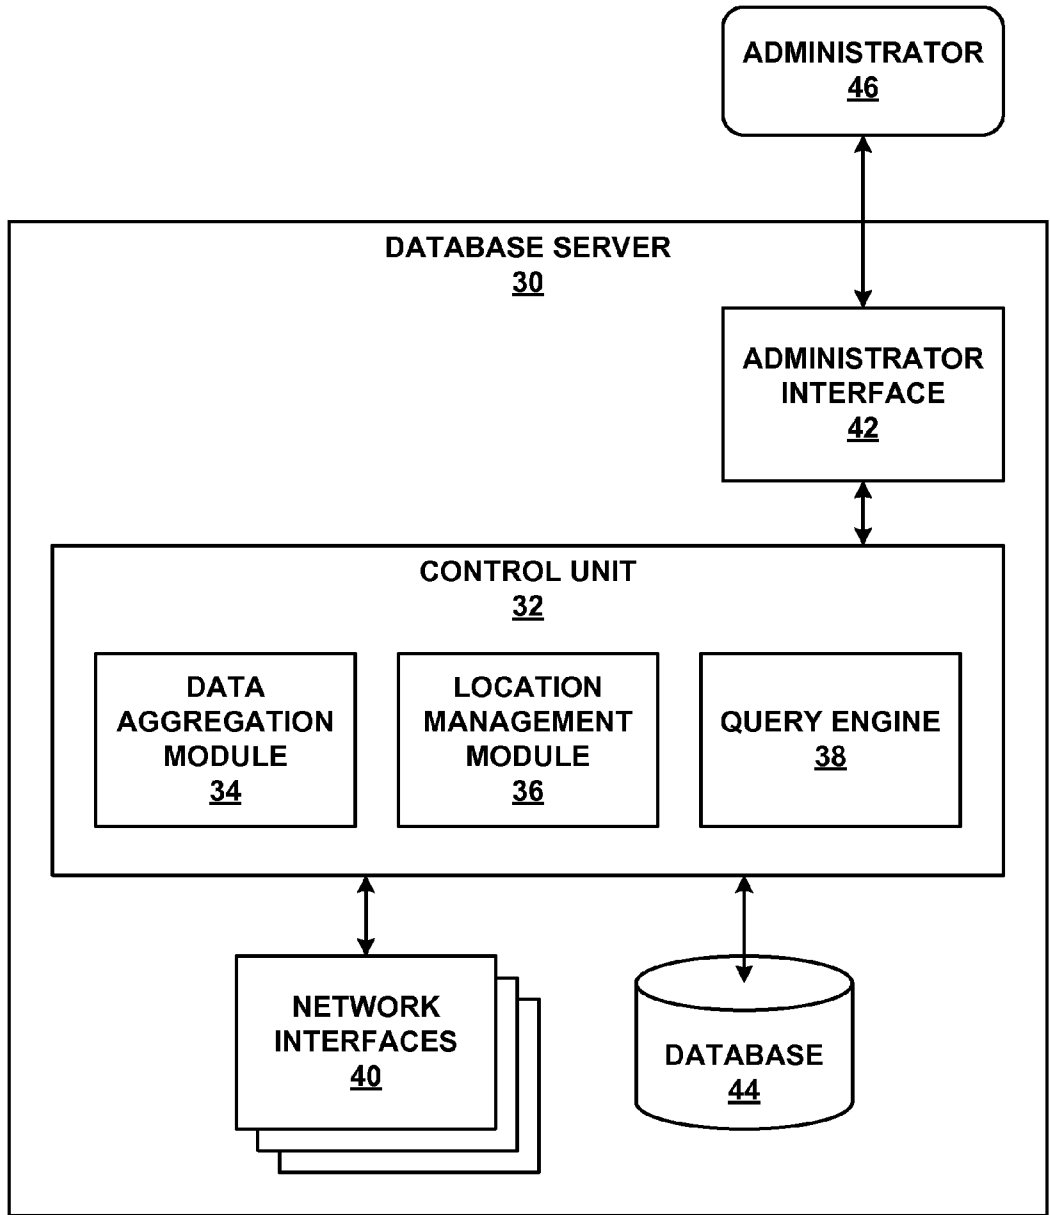 ADMINISTRATOR
46
DATABASE SERVER
30
ADMINISTRATOR
INTERFACE
42
CONTROL UNIT
32
DATA
AGGREGATION
MODULE
34
LOCATION
MANAGEMENT
MODULE
36
QUERY ENGINE
38
NETWORK
INTERFACES
40
DATABASE
44